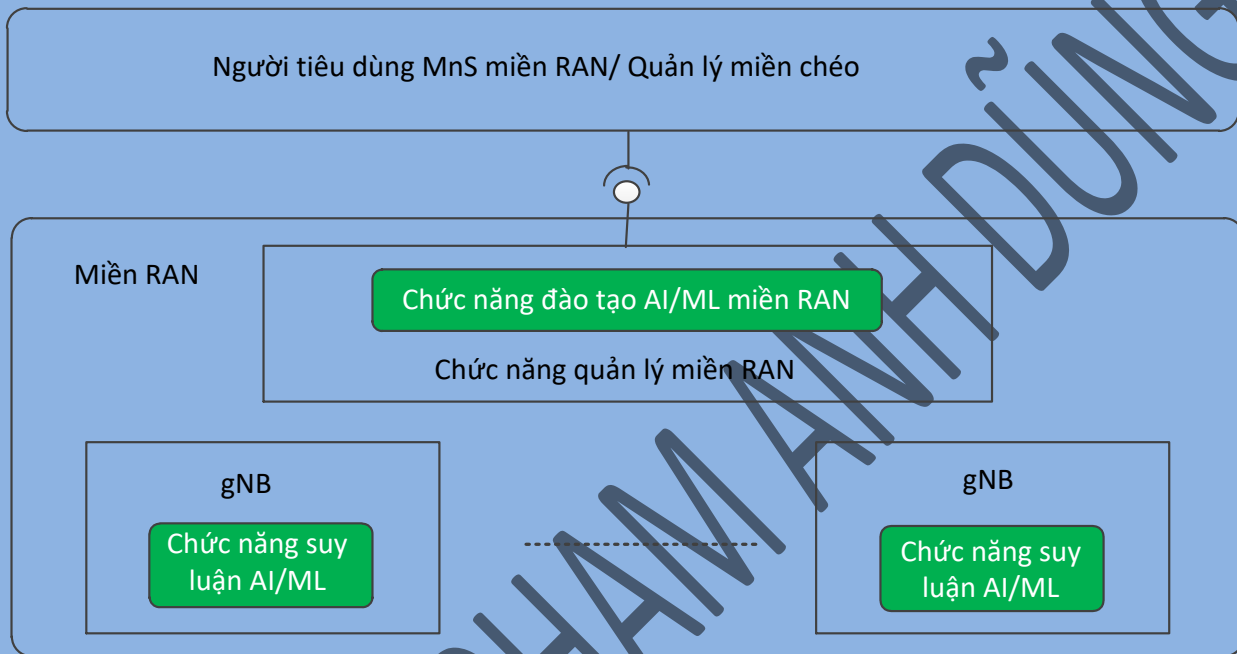 Người tiêu dùng MnS miền RAN/ Quản lý miền chéo
Miền RAN
Chức năng đào tạo AI/ML miền RAN
Chức năng quản lý miền RAN
gNB
Chức năng suy
luận AI/ML
gNB
Chức năng suy
luận AI/ML
PHAM ANH DŨNG